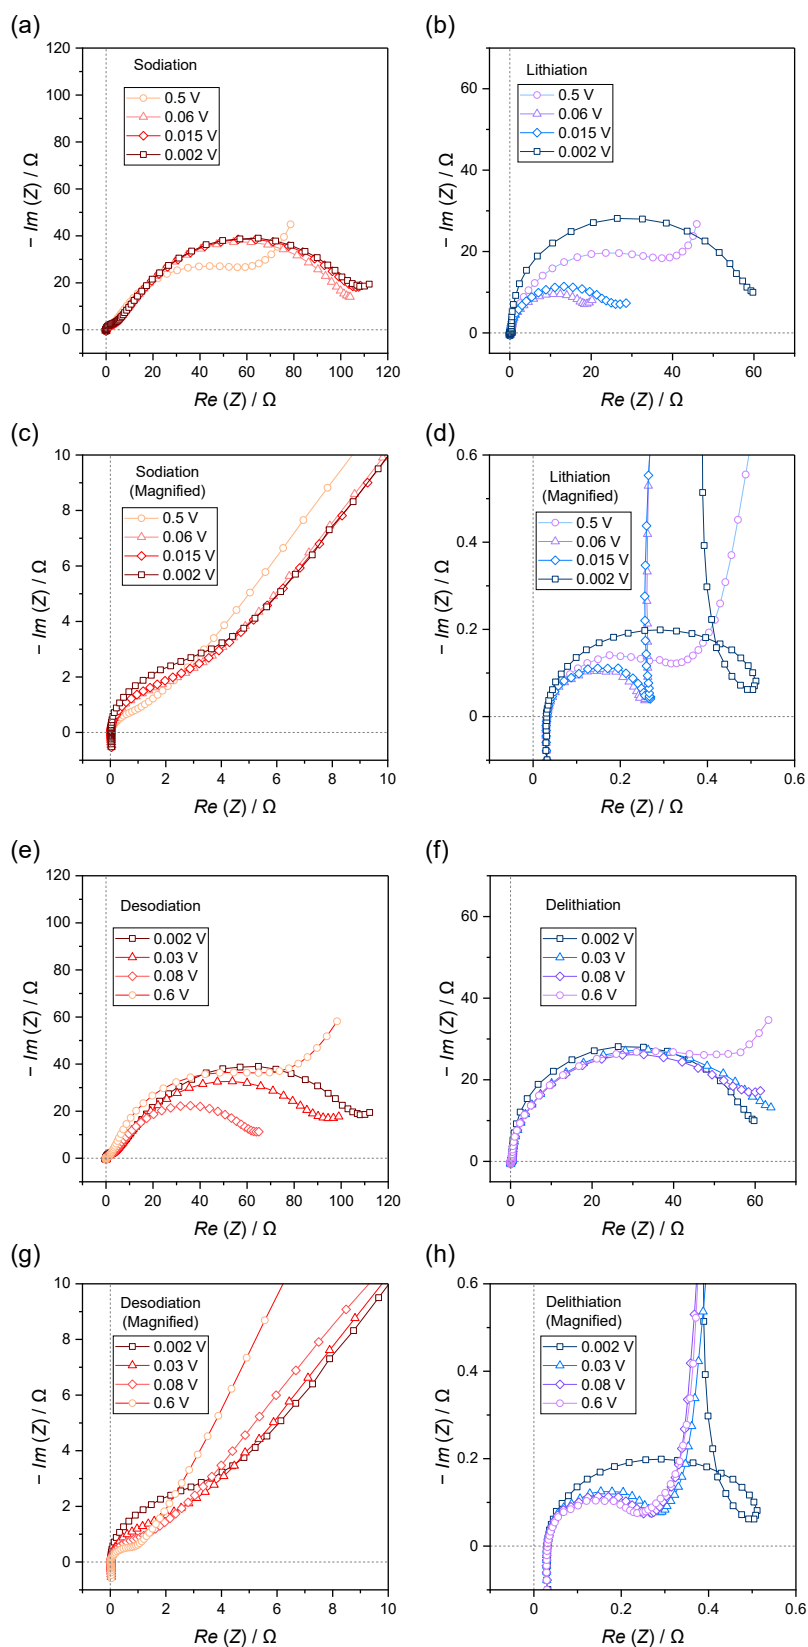 (a)
Sodiation
0.5 V
0.06 V
0.015 V
0.002 V
120
100
80
60
40
20
0
0 20 40 60 80 100 120
− Im (Z) / Ω
Re (Z) / Ω
(b)
Lithiation
0.5 V
0.06 V
0.015 V
0.002 V
60
40
20
0
0 20 40 60
− Im (Z) / Ω
Re (Z) / Ω
(c)
Sodiation
(Magnified)
0.5 V
0.06 V
0.015 V
0.002 V
10
8
6
4
2
0
0 2 4 6 8 10
− Im (Z) / Ω
Re (Z) / Ω
(d)
Lithiation
(Magnified)
0.5 V
0.06 V
0.015 V
0.002 V
0.6
0.4
0.2
0
0 0.2 0.4 0.6
− Im (Z) / Ω
Re (Z) / Ω
(e)
Desodiation
0.002 V
0.03 V
0.08 V
0.6 V
120
100
80
60
40
20
0
0 20 40 60 80 100 120
− Im (Z) / Ω
Re (Z) / Ω
(f)
Delithiation
0.002 V
0.03 V
0.08 V
0.6 V
60
40
20
0
0 20 40 60
− Im (Z) / Ω
Re (Z) / Ω
(g)
Desodiation
(Magnified)
0.002 V
0.03 V
0.08 V
0.6 V
10
8
6
4
2
0
0 2 4 6 8 10
− Im (Z) / Ω
Re (Z) / Ω
(h)
Delithiation
(Magnified)
0.002 V
0.03 V
0.08 V
0.6 V
0.6
0.4
0.2
0
0 0.2 0.4 0.6
− Im (Z) / Ω
Re (Z) / Ω